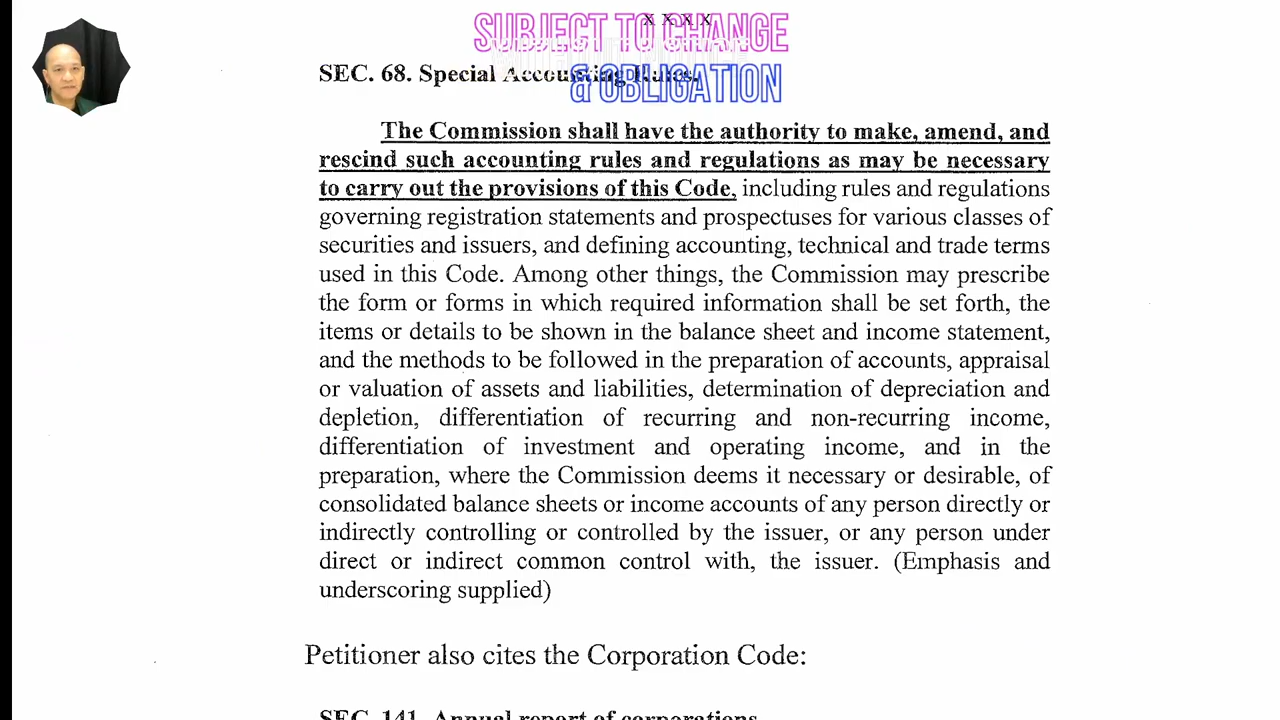 x x x x
SUBJECT TO CHANGE
& OBLIGATION
SEC. 68. Special Accounting Rules.
The Commission shall have the authority to make, amend, and
rescind such accounting rules and regulations as may be necessary
to carry out the provisions of this Code, including rules and regulations
governing registration statements and prospectuses for various classes of
securities and issuers, and defining accounting, technical and trade terms
used in this Code. Among other things, the Commission may prescribe
the form or forms in which required information shall be set forth, the
items or details to be shown in the balance sheet and income statement,
and the methods to be followed in the preparation of accounts, appraisal
or valuation of assets and liabilities, determination of depreciation and
depletion, differentiation of recurring and non-recurring income,
differentiation of investment and operating income, and in the
preparation, where the Commission deems it necessary or desirable, of
consolidated balance sheets or income accounts of any person directly or
indirectly controlling or controlled by the issuer, or any person under
direct or indirect common control with, the issuer. (Emphasis and
underscoring supplied)
Petitioner also cites the Corporation Code:
SEC. 141. Annual report of corporations